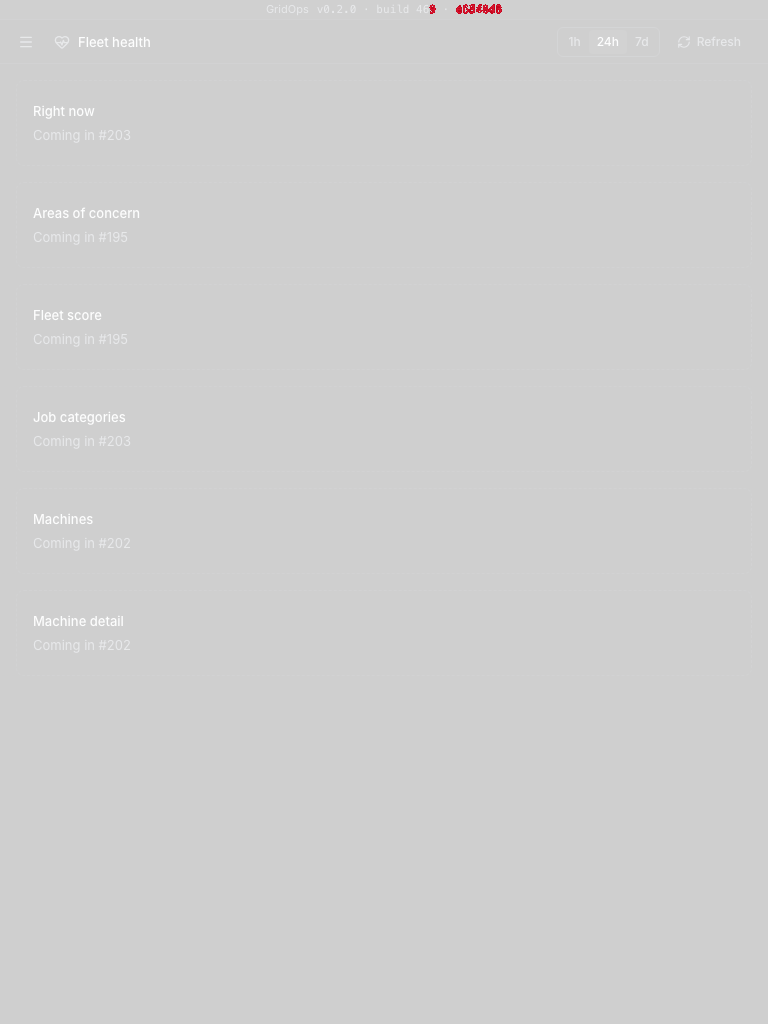 GridOps v0.2.0 · build
Fleet health
1h 24h 7d Refresh
Right now
Coming in #203
Areas of concern
Coming in #195
Fleet score
Coming in #195
Job categories
Coming in #203
Machines
Coming in #202
Machine detail
Coming in #202